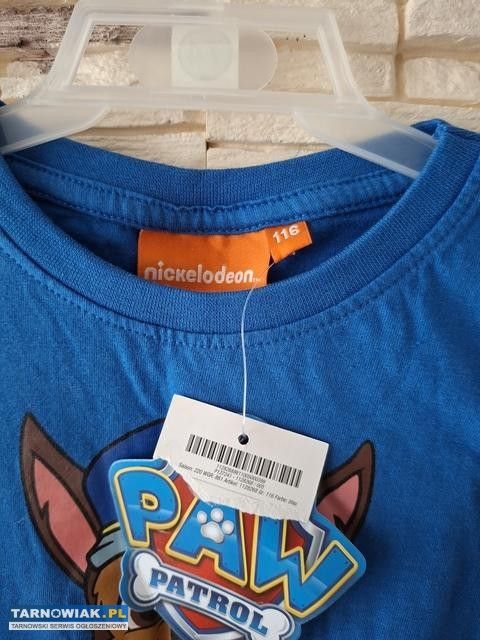 116
nickelodeon
PAW
PATROL
TARNOWIAK.PL
TARNOWSKI SERWIS OGŁOSZENIOWY